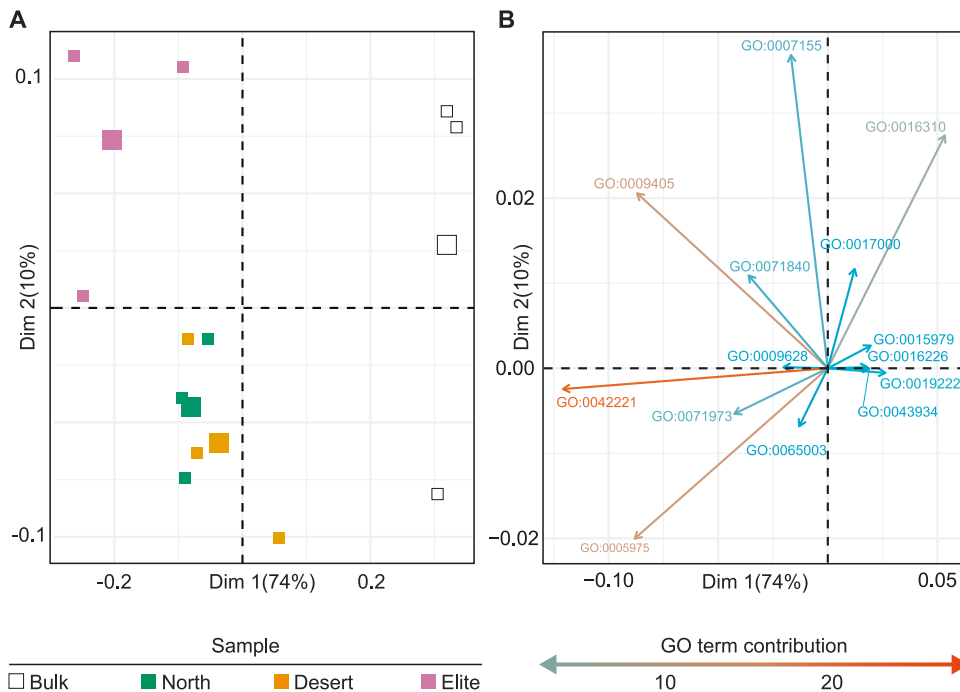 A
0.1
-0.1
Dim 2(10%)
-0.2
Dim 1(74%)
0.2
B
GO:0007155
GO:0016310
GO:0009405
GO:0017000
GO:0071840
GO:0015979
GO:0009628
GO:0016226
GO:0019222
GO:0042221
GO:0043934
GO:0071973
GO:0065003
GO:0005975
0.02
0.00
−0.02
Dim 2(10%)
−0.10
Dim 1(74%)
0.05
Sample
Bulk North Desert Elite
GO term contribution
10 20